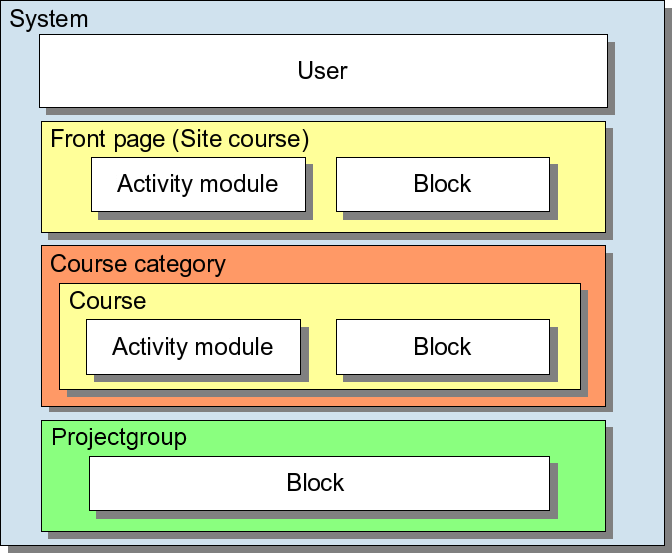 System
User
Front page (Site course)
Activity module
Block
Course category
Course
Activity module
Block
Projectgroup
Block